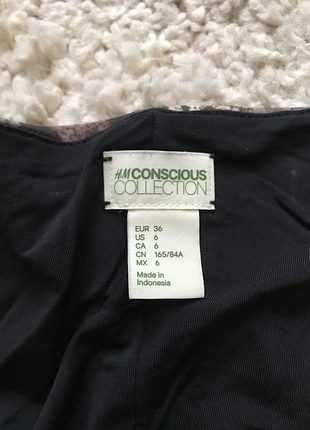 H&M CONSCIOUS
COLLECTION
EUR 36
US 6
CA 6
CN 165/84A
MX 6
Made in
Indonesia